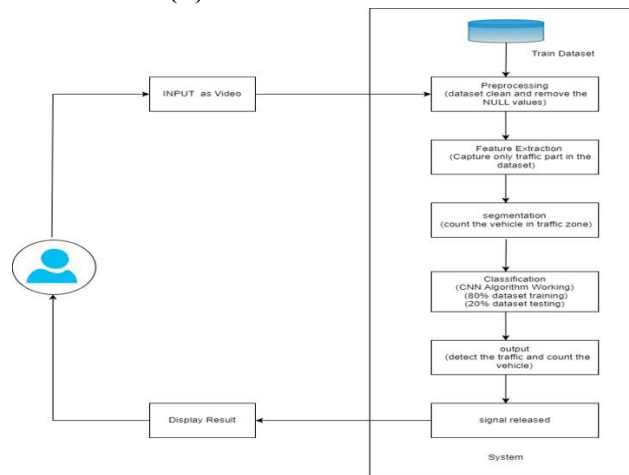 Train Dataset
INPUT as Video
Preprocessing
(dataset clean and remove the
NULL values)
Feature Extraction
(Capture only traffic part in the
dataset)
segmentation
(count the vehicle in traffic zone)
Classification
(CNN Algorithm Working)
(80% dataset training)
(20% dataset testing)
output
(detect the traffic and count the
vehicle)
Display Result
signal released
System